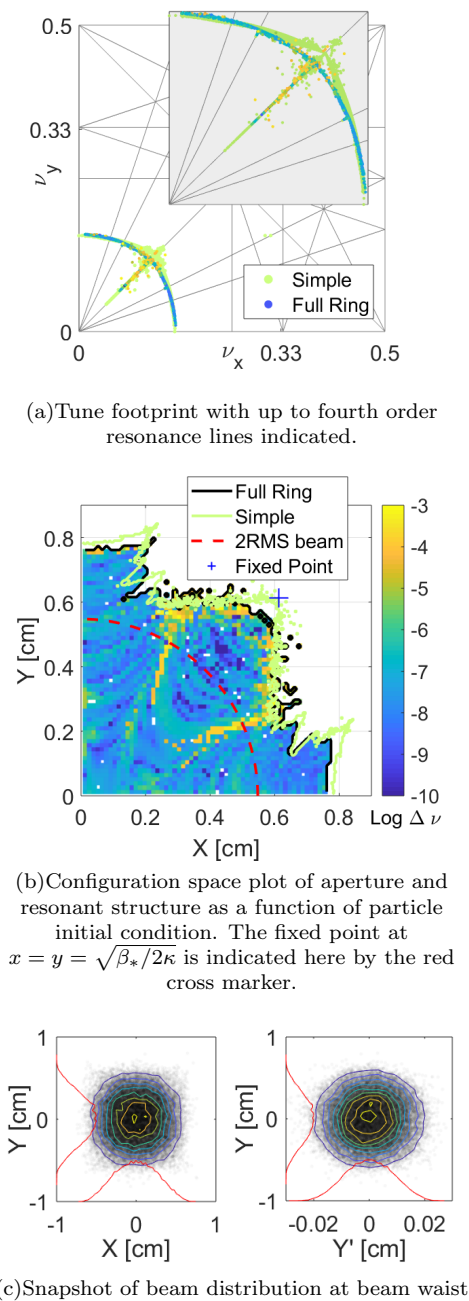 0.5
0.33
ν_y
0
0
ν_x
0.33
0.5
Simple
Full Ring
(a)Tune footprint with up to fourth order
resonance lines indicated.
Full Ring
Simple
2RMS beam
Fixed Point
0.8
0.6
0.4
0.2
0
Y [cm]
0
0.2
0.4
0.6
0.8
X [cm]
-3
-4
-5
-6
-7
-8
-9
-10
Log Δ ν
(b)Configuration space plot of aperture and
resonant structure as a function of particle
initial condition. The fixed point at
x = y = √β∗/2κ is indicated here by the red
cross marker.
1
0
-1
Y [cm]
-1
0
1
X [cm]
1
0
-1
Y [cm]
-0.02
0
0.02
Y' [cm]
(c)Snapshot of beam distribution at beam waist